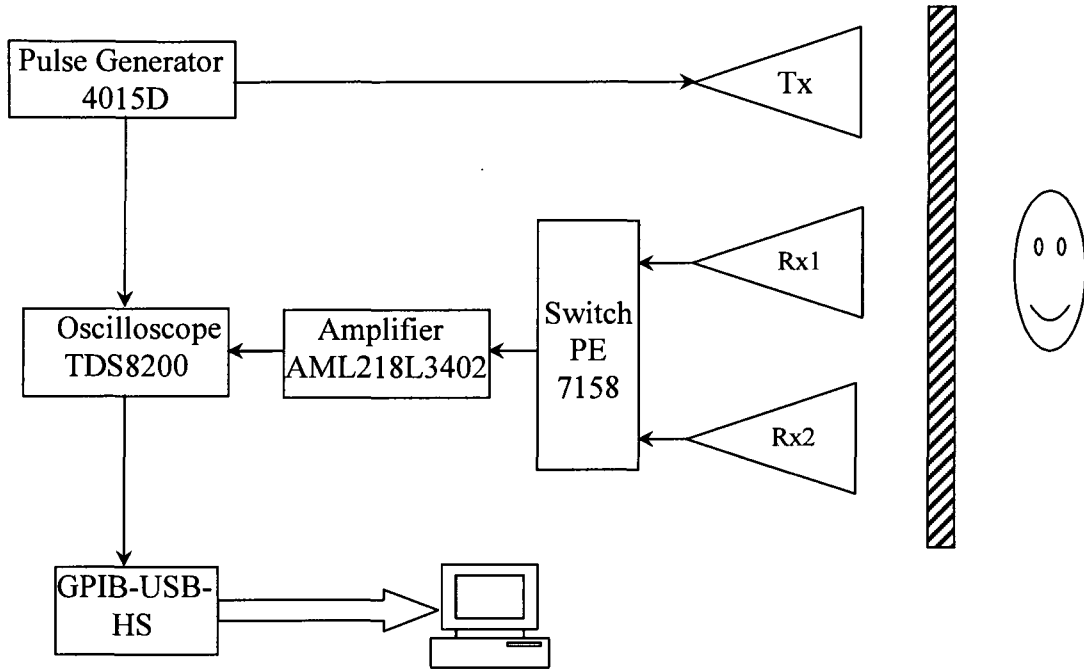 Pulse Generator
4015D
Tx
Rx1
Switch
PE
7158
Oscilloscope
TDS8200
Amplifier
AML218L3402
Rx2
GPIB-USB-
HS